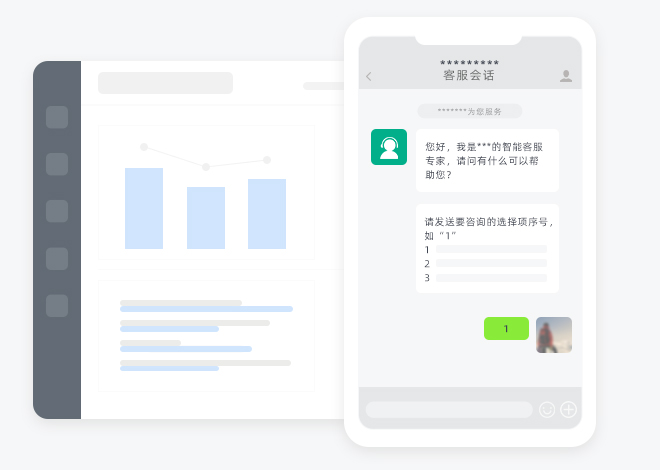 *********
客服会话
*******为您服务
您好，我是***的智能客服
专家，请问有什么可以帮
助您？
请发送要咨询的选择项序号，
如“1”
1
2
3
1